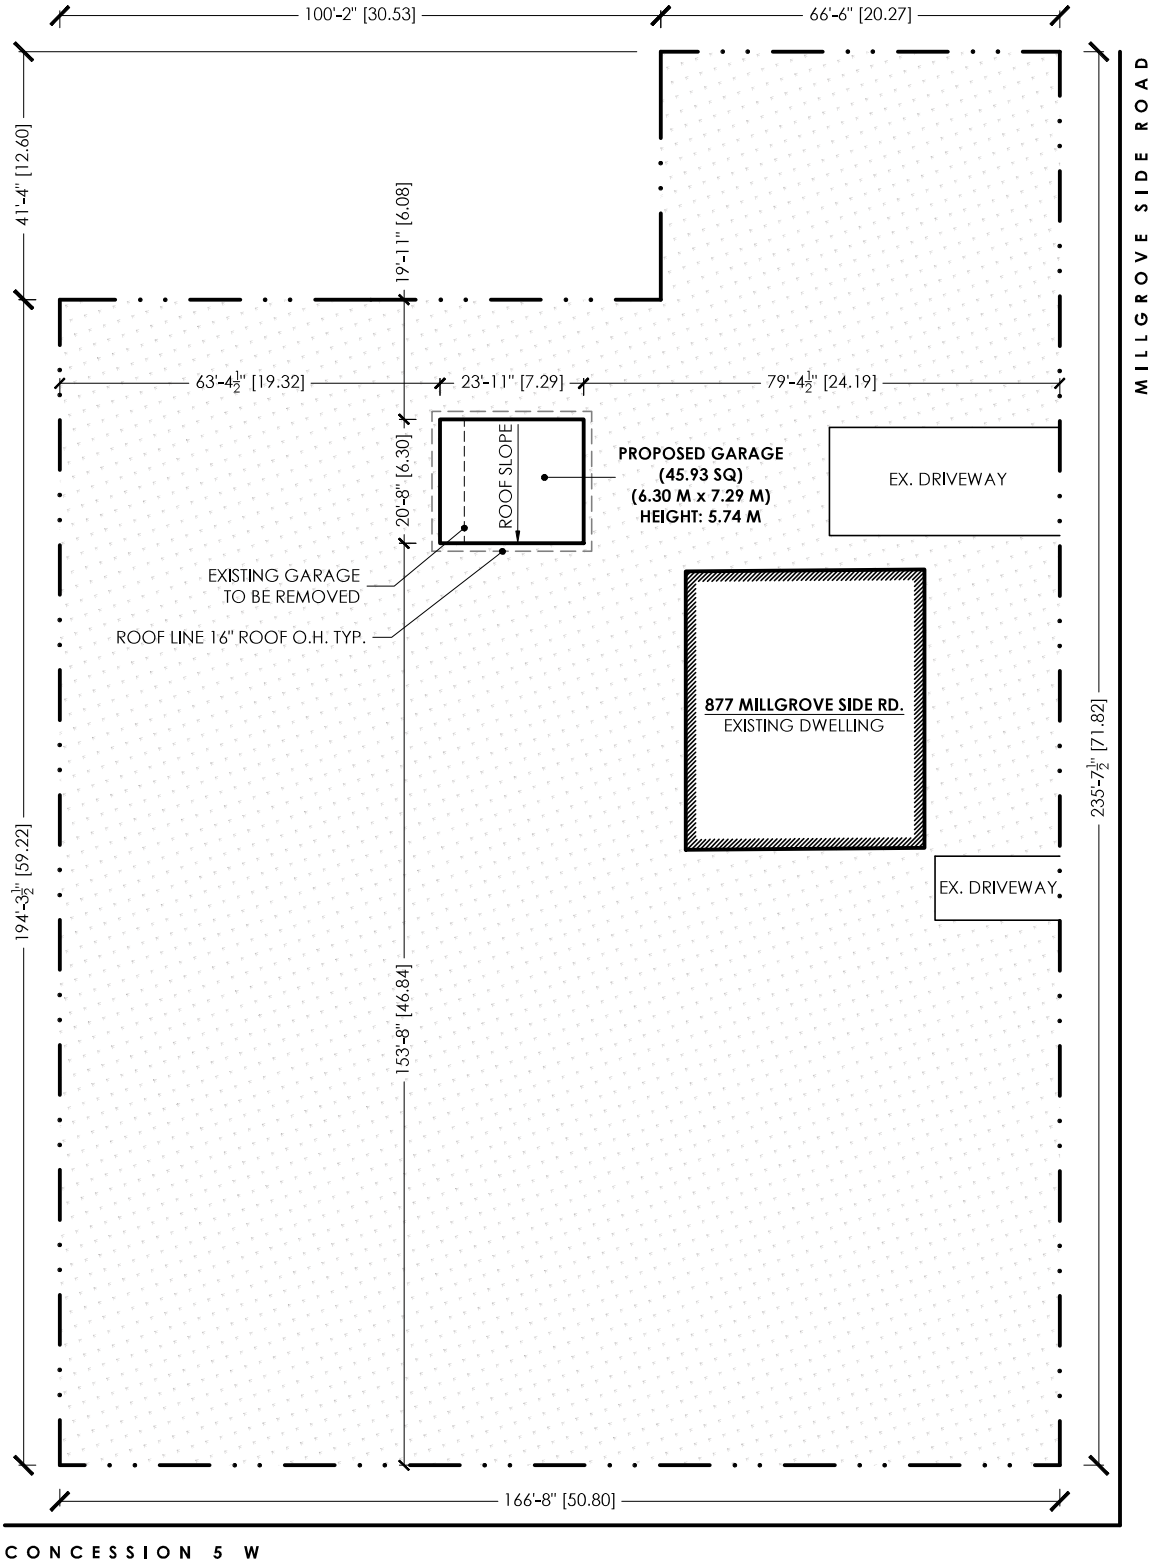 100'-2" [30.53]
66'-6" [20.27]
MILLGROVE SIDE ROAD
41'-4" [12.60]
19'-11" [6.08]
63'-4½" [19.32]
23'-11" [7.29]
79'-4½" [24.19]
20'-8" [6.30]
ROOF SLOPE
PROPOSED GARAGE
(45.93 SQ)
(6.30 M x 7.29 M)
HEIGHT: 5.74 M
EX. DRIVEWAY
EXISTING GARAGE
TO BE REMOVED
ROOF LINE 16" ROOF O.H. TYP.
877 MILLGROVE SIDE RD.
EXISTING DWELLING
235'-7½" [71.82]
194'-3½" [59.22]
EX. DRIVEWAY
153'-8" [46.84]
166'-8" [50.80]
CONCESSION 5 W